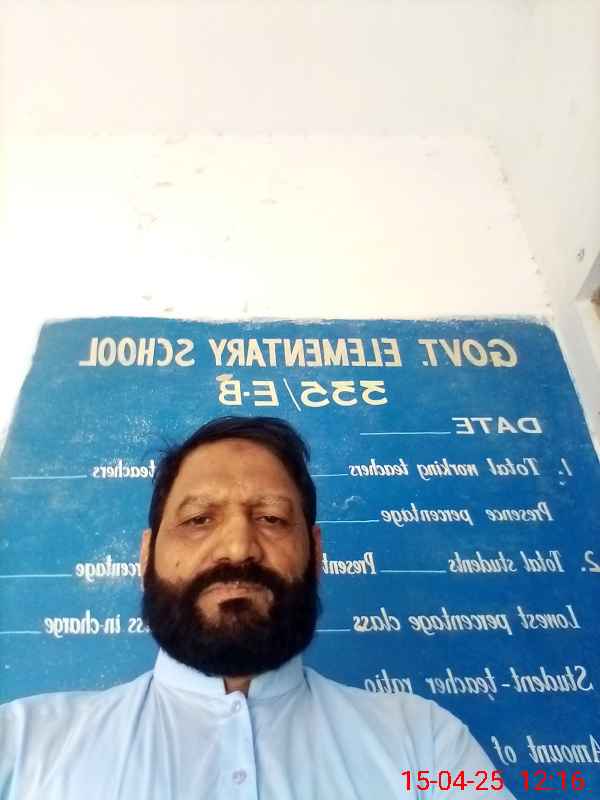 GOVT. ELEMENTARY SCHOOL
335/E-B
DATE
1. Total working teachers teachers
Presence percentage
2. Total students Present
Lowest percentage class in-charge
Student-teacher ratio
Amount of
15-04-25 12:16